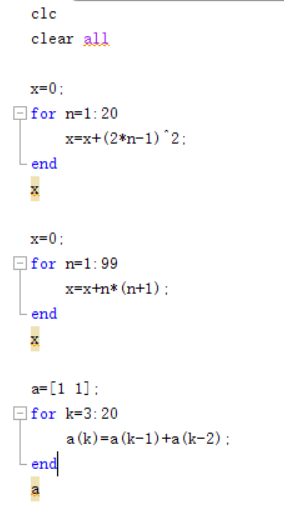 clc
clear all
x=0;
for n=1:20
x=x+(2*n-1)^2;
end
x
x=0;
for n=1:99
x=x+n*(n+1);
end
x
a=[1 1];
for k=3:20
a(k)=a(k-1)+a(k-2);
end
a